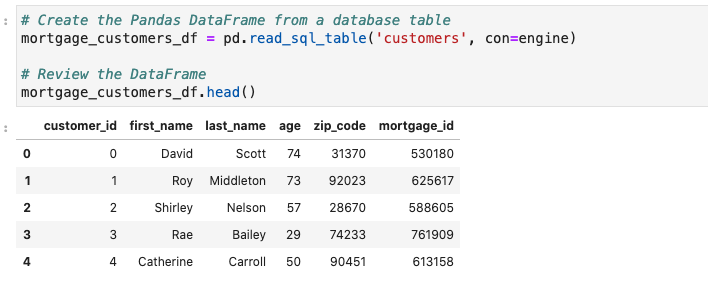 # Create the Pandas DataFrame from a database table
mortgage_customers_df = pd.read_sql_table('customers', con=engine)
# Review the DataFrame
mortgage_customers_df.head()
customer_id first_name last_name age zip_code mortgage_id
0 0 David Scott 74 31370 530180
1 1 Roy Middleton 73 92023 625617
2 2 Shirley Nelson 57 28670 588605
3 3 Rae Bailey 29 74233 761909
4 4 Catherine Carroll 50 90451 613158